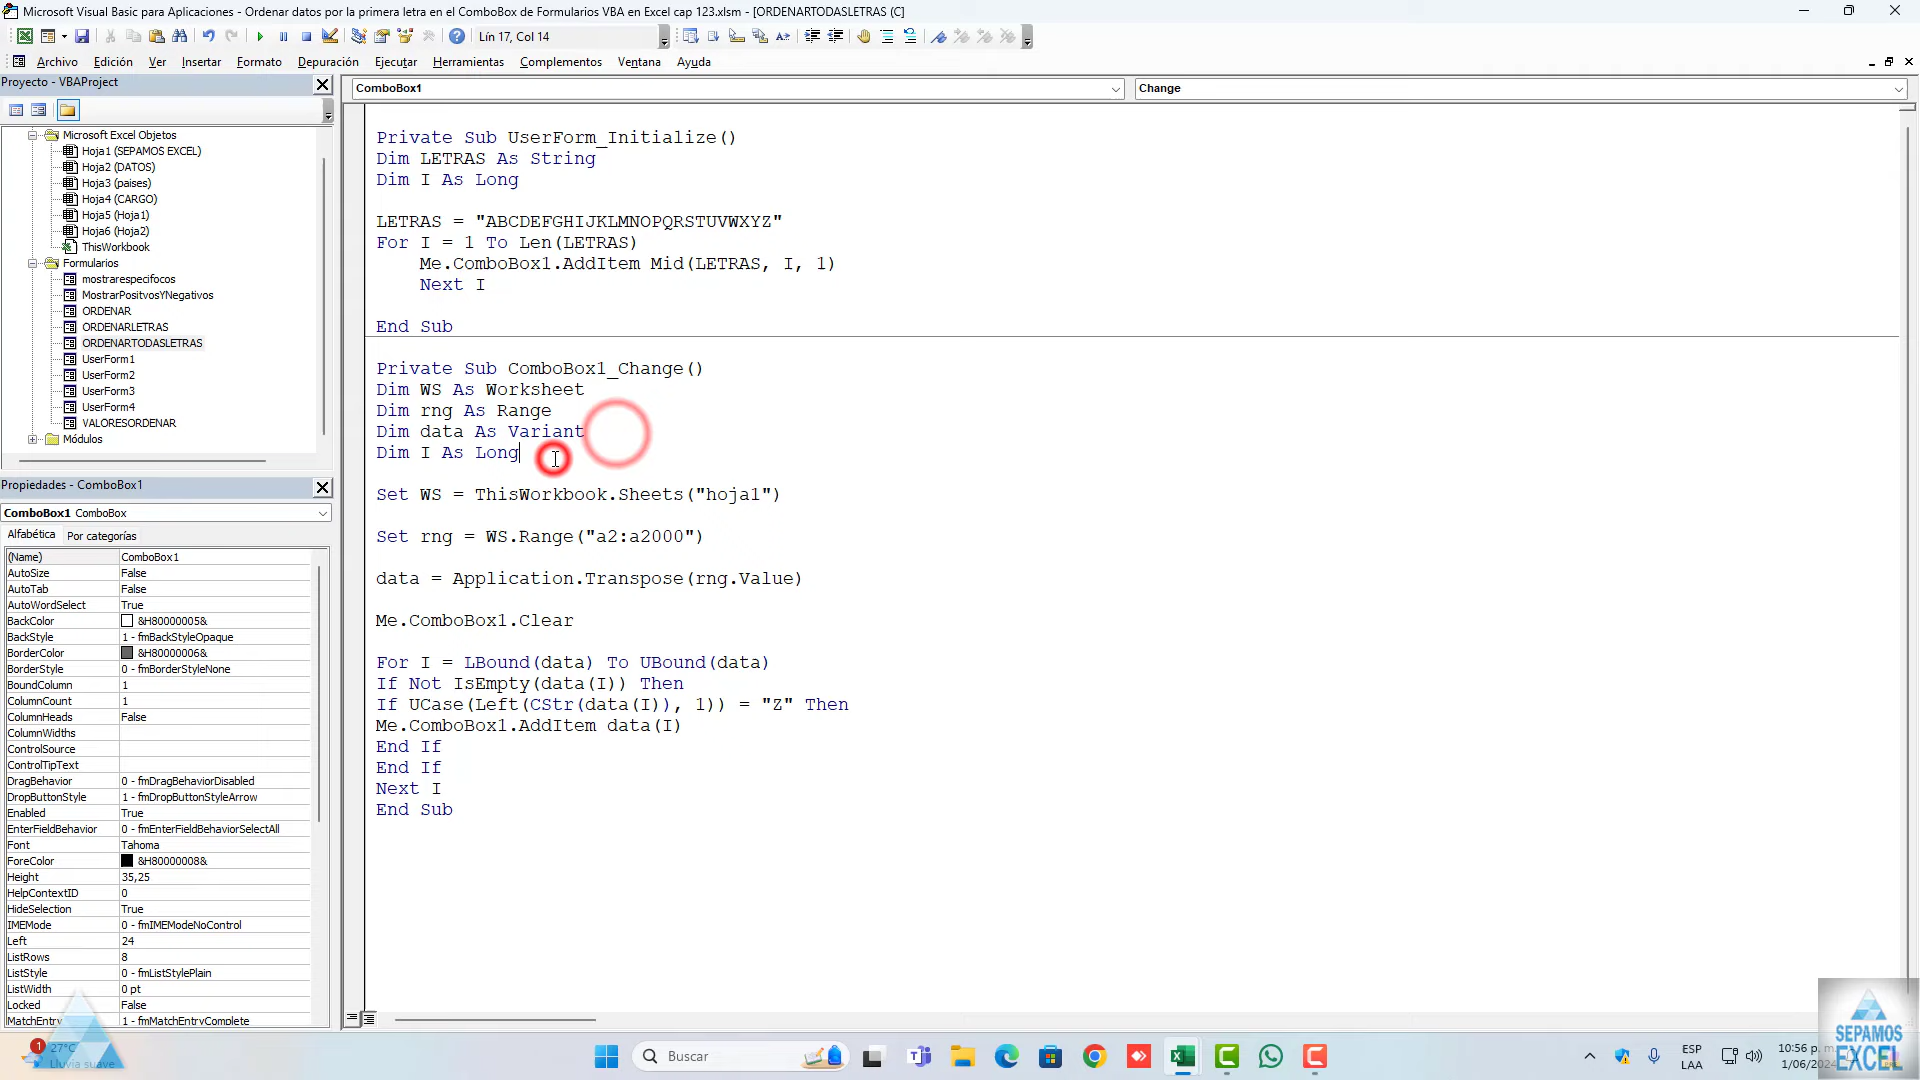 Microsoft Visual Basic para Aplicaciones - Ordenar datos por la primera letra en el ComboBox de Formularios VBA en Excel cap 123.xlsm - [ORDENARTODASLETRAS (C]
Lín 17, Col 14
Archivo Edición Ver Insertar Formato Depuración Ejecutar Herramientas Complementos Ventana Ayuda
Proyecto - VBAProject
Microsoft Excel Objetos
Hoja1 (SEPAMOS EXCEL)
Hoja2 (DATOS)
Hoja3 (paises)
Hoja4 (CARGO)
Hoja5 (Hoja1)
Hoja6 (Hoja2)
ThisWorkbook
Formularios
mostrarespecifocos
MostrarPositvosYNegativos
ORDENAR
ORDENARLETRAS
ORDENARTODASLETRAS
UserForm1
UserForm2
UserForm3
UserForm4
VALORESORDENAR
Módulos
Propiedades - ComboBox1
ComboBox1 ComboBox
Alfabética Por categorías
(Name) ComboBox1
AutoSize False
AutoTab False
AutoWordSelect True
BackColor &H80000005&
BackStyle 1 - fmBackStyleOpaque
BorderColor &H80000006&
BorderStyle 0 - fmBorderStyleNone
BoundColumn 1
ColumnCount 1
ColumnHeads False
ColumnWidths
ControlSource
ControlTipText
DragBehavior 0 - fmDragBehaviorDisabled
DropButtonStyle 1 - fmDropButtonStyleArrow
Enabled True
EnterFieldBehavior 0 - fmEnterFieldBehaviorSelectAll
Font Tahoma
ForeColor &H80000008&
Height 35,25
HelpContextID 0
HideSelection True
IMEMode 0 - fmIMEModeNoControl
Left 24
ListRows 8
ListStyle 0 - fmListStylePlain
ListWidth 0 pt
Locked False
MatchEntry 1 - fmMatchEntryComplete
ComboBox1 Change
Private Sub UserForm_Initialize()
Dim LETRAS As String
Dim I As Long
LETRAS = "ABCDEFGHIJKLMNOPQRSTUVWXYZ"
For I = 1 To Len(LETRAS)
Me.ComboBox1.AddItem Mid(LETRAS, I, 1)
Next I
End Sub
Private Sub ComboBox1_Change()
Dim WS As Worksheet
Dim rng As Range
Dim data As Variant
Dim I As Long
Set WS = ThisWorkbook.Sheets("hoja1")
Set rng = WS.Range("a2:a2000")
data = Application.Transpose(rng.Value)
Me.ComboBox1.Clear
For I = LBound(data) To UBound(data)
If Not IsEmpty(data(I)) Then
If UCase(Left(CStr(data(I)), 1)) = "Z" Then
Me.ComboBox1.AddItem data(I)
End If
End If
Next I
End Sub
1
27°C
Lluvia suave
Buscar
ESP
LAA
10:56 p. m.
1/06/2024
SEPAMOS
EXCEL